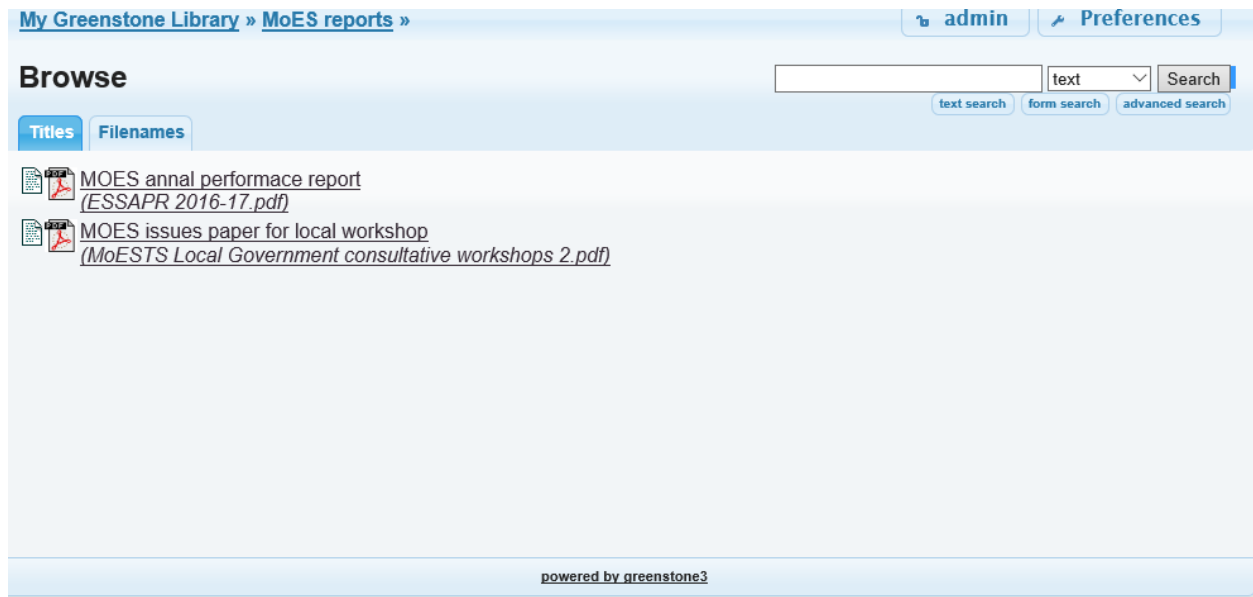 My Greenstone Library » MoES reports »
admin
Preferences
Browse
text
Search
text search
form search
advanced search
Titles
Filenames
PDF
MOES annal performace report
(ESSAPR 2016-17.pdf)
PDF
MOES issues paper for local workshop
(MoESTS Local Government consultative workshops 2.pdf)
powered by greenstone3